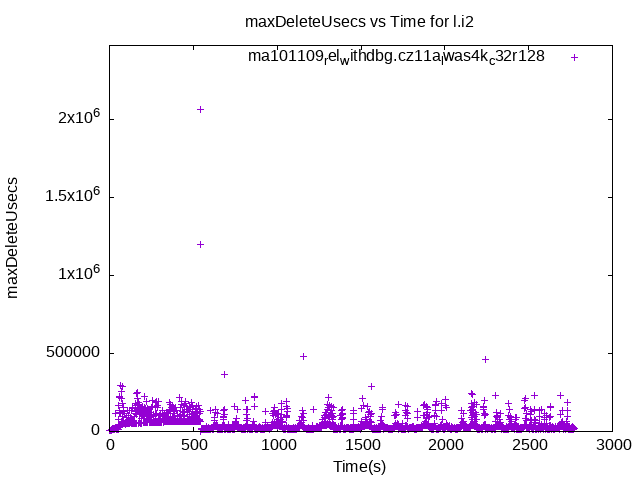 maxDeleteUsecs vs Time for l.i2
ma101109relwithdbg.cz11aiwas4kc32r128
2x10^6
1.5x10^6
1x10^6
500000
0
maxDeleteUsecs
0 500 1000 1500 2000 2500 3000
Time(s)